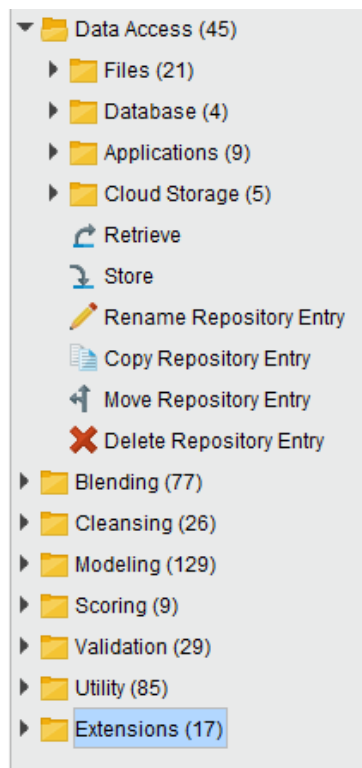 Data Access (45)
Files (21)
Database (4)
Applications (9)
Cloud Storage (5)
Retrieve
Store
Rename Repository Entry
Copy Repository Entry
Move Repository Entry
Delete Repository Entry
Blending (77)
Cleansing (26)
Modeling (129)
Scoring (9)
Validation (29)
Utility (85)
Extensions (17)